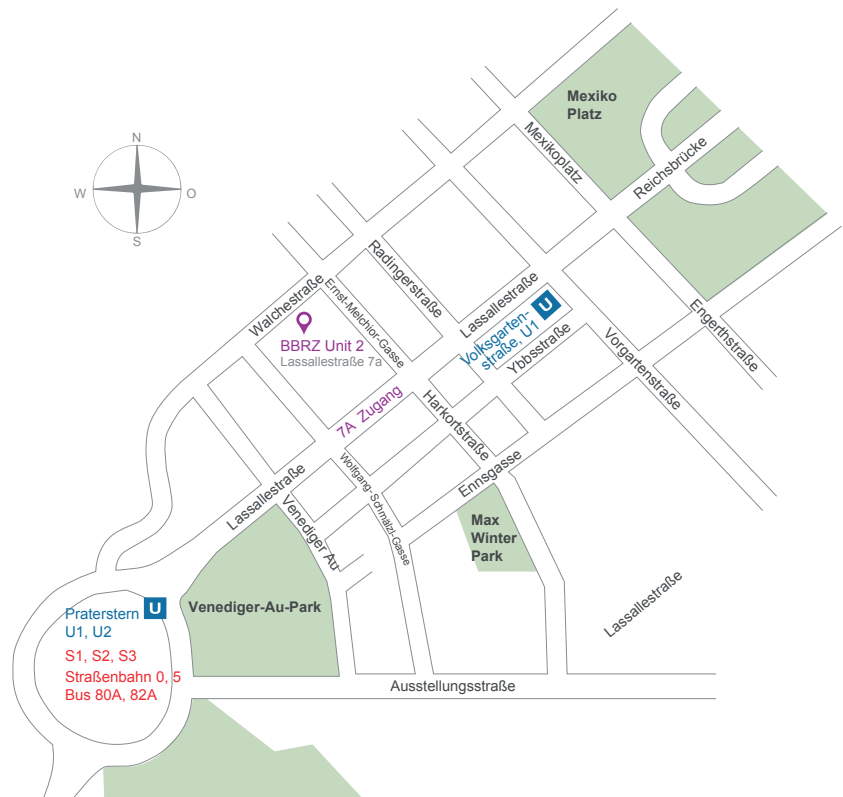 Mexiko
Platz
N
W
O
S
Mexikoplatz
Reichsbrücke
Radingerstraße
Walchestraße
Ernst-Melchior-Gasse
Lassallestraße
Engerthstraße
U
Volksgarten-
straße, U1
BBRZ Unit 2
Lassallestraße 7a
Ybbsstraße
Vorgartenstraße
7A Zugang
Harkortstraße
Wolfgang- Schmälzl-Gasse
Ennsgasse
Lassallestraße
Venediger Au
Max
Winter
Park
Lassallestraße
Venediger-Au-Park
Praterstern U
U1, U2
S1, S2, S3
Straßenbahn 0, 5
Bus 80A, 82A
Ausstellungsstraße